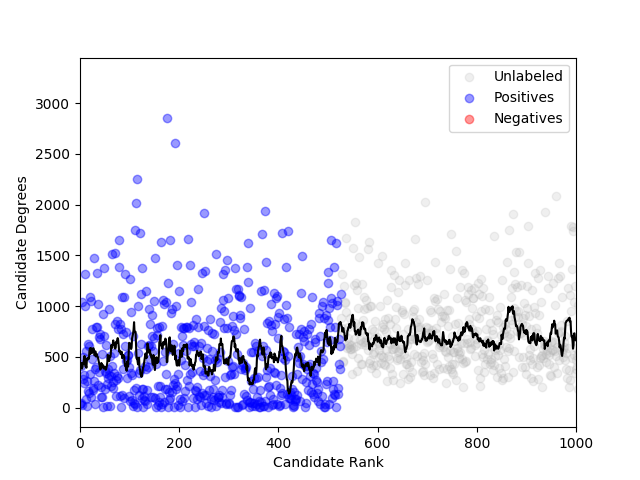 Unlabeled
Positives
Negatives
3000
2500
2000
1500
1000
500
0
Candidate Degrees
0 200 400 600 800 1000
Candidate Rank